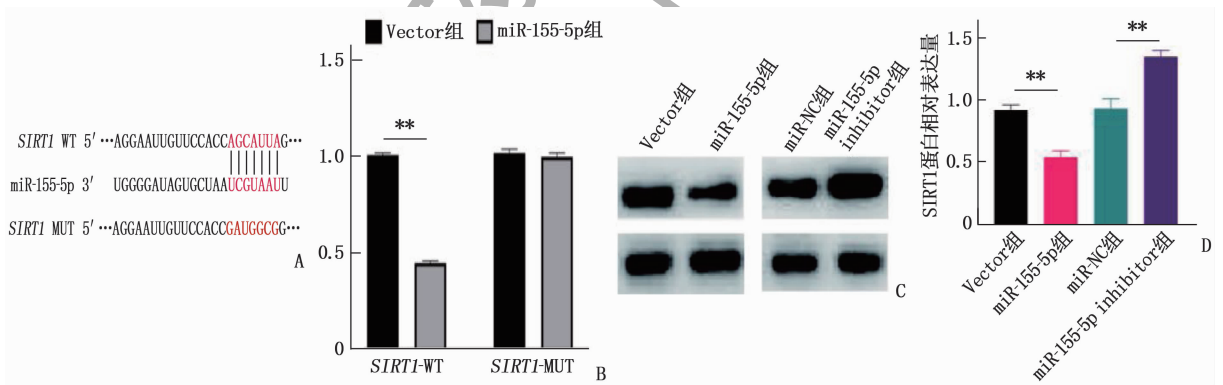 SIRT1 WT 5′ ···AGGAAUUGUUCCACCAGCAUUAG···
miR-155-5p 3′ UGGGGAUAGUGCUAAUCGUAAUU
SIRT1 MUT 5′ ···AGGAAUUGUUCCACCGAUGGCGG···
A
Vector组 miR-155-5p组
1.5
1.0
0.5
0
**
SIRT1-WT SIRT1-MUT
B
Vector组
miR-155-5p组
miR-NC组
miR-155-5p
inhibitor组
C
SIRT1蛋白相对表达量
1.5
1.0
0.5
0
**
**
Vector组
miR-155-5p组
miR-NC组
miR-155-5p inhibitor组
D